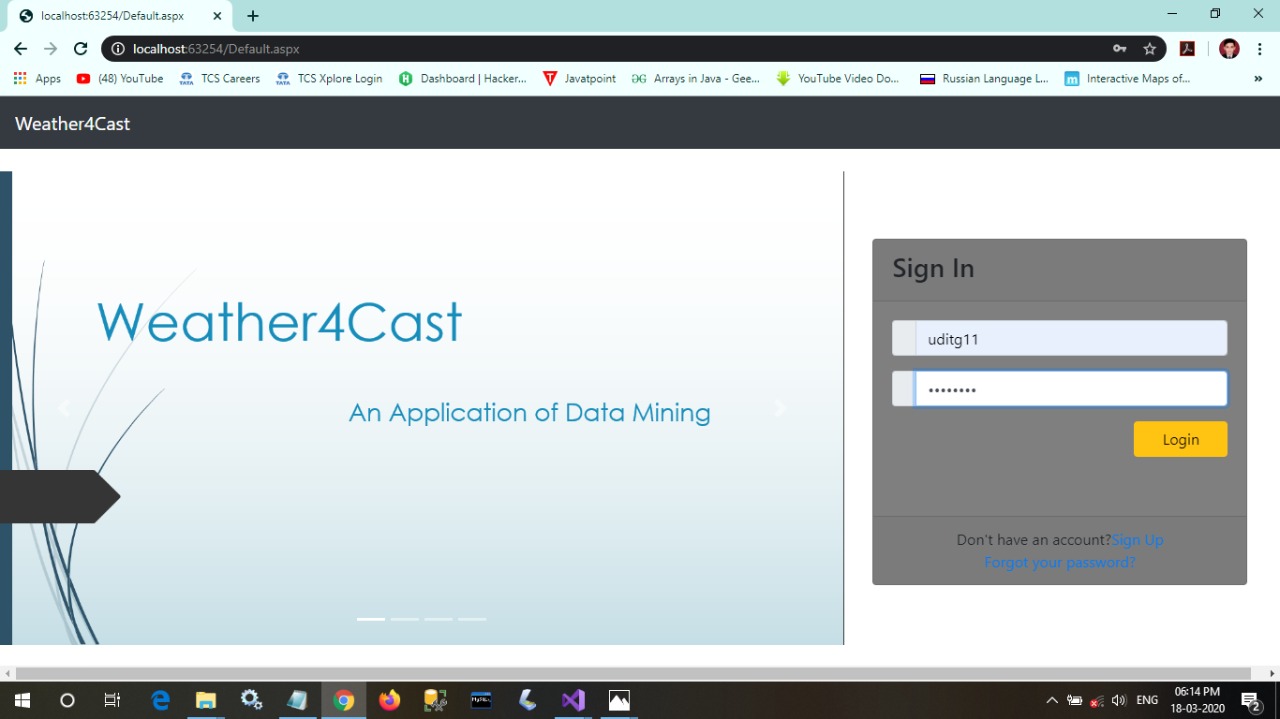 localhost:63254/Default.aspx
localhost:63254/Default.aspx
Apps (48) YouTube TCS Careers TCS Xplore Login Dashboard | Hacker... Javatpoint Arrays in Java - Gee... YouTube Video Do... Russian Language L... Interactive Maps of... »
Weather4Cast
Weather4Cast
An Application of Data Mining
Sign In
uditg11
••••••••
Login
Don't have an account?Sign Up
Forgot your password?
ENG
06:14 PM
18-03-2020
2